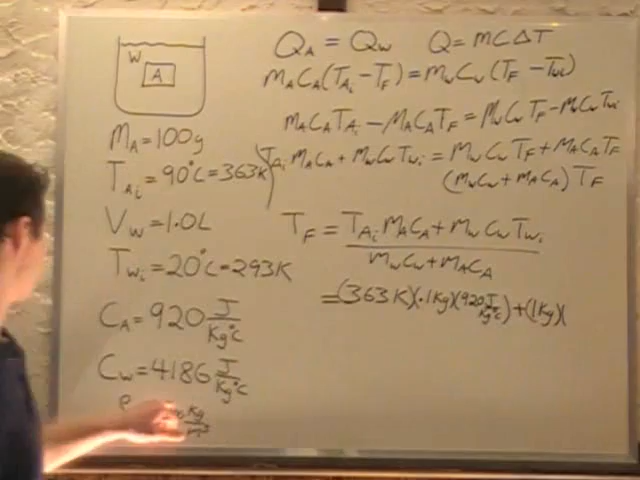 W
A
M_A = 100g
T_Ai = 90°C = 363K
V_W = 1.0L
T_Wi = 20°C = 293K
C_A = 920 J/Kg°C
C_W = 4186 J/Kg°C
ρ Kg/m³
Q_A = Q_W Q = mCΔT
M_A C_A (T_Ai − T_F) = M_W C_W (T_F − T_Wi)
M_A C_A T_Ai − M_A C_A T_F = M_W C_W T_F − M_W C_W T_Wi
T_Ai M_A C_A + M_W C_W T_Wi = M_W C_W T_F + M_A C_A T_F
(M_W C_W + M_A C_A) T_F
T_F = T_Ai M_A C_A + M_W C_W T_Wi
M_W C_W + M_A C_A
= (363K)(.1Kg)(920 J/Kg°C) + (1Kg)(